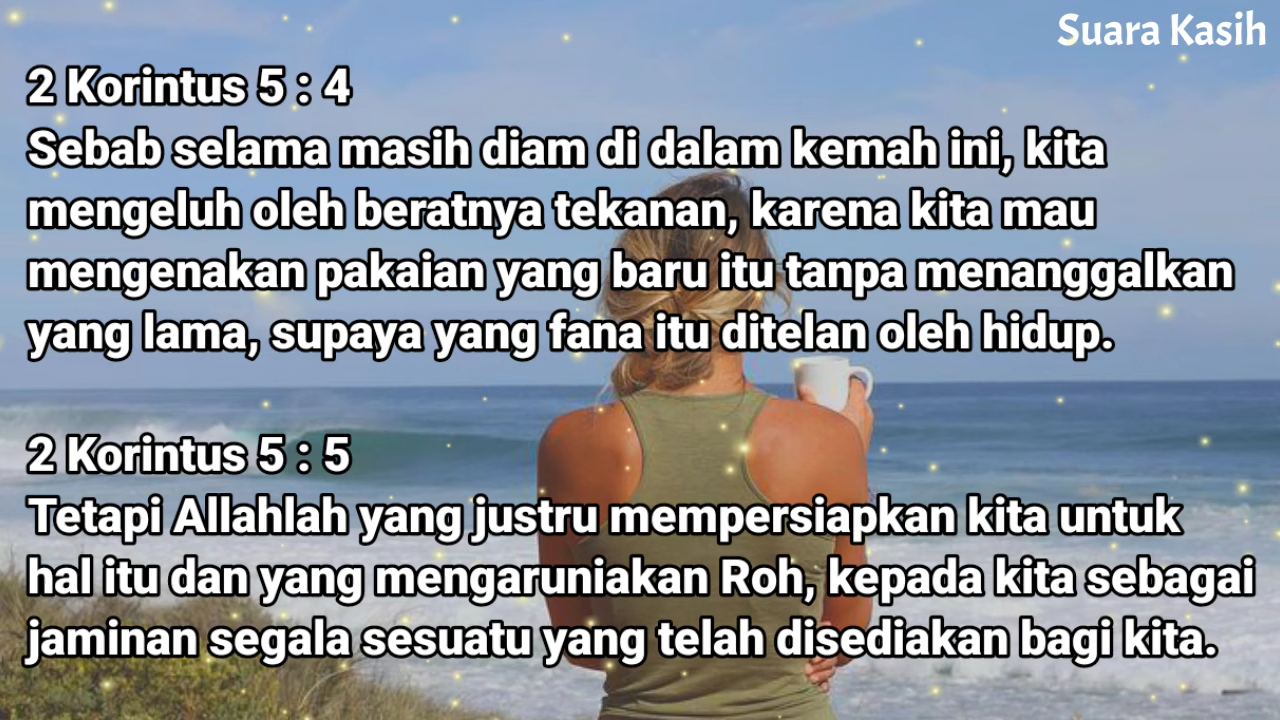 Suara Kasih
2 Korintus 5 : 4
Sebab selama masih diam di dalam kemah ini, kita
mengeluh oleh beratnya tekanan, karena kita mau
mengenakan pakaian yang baru itu tanpa menanggalkan
yang lama, supaya yang fana itu ditelan oleh hidup.
2 Korintus 5 : 5
Tetapi Allahlah yang justru mempersiapkan kita untuk
hal itu dan yang mengaruniakan Roh, kepada kita sebagai
jaminan segala sesuatu yang telah disediakan bagi kita.